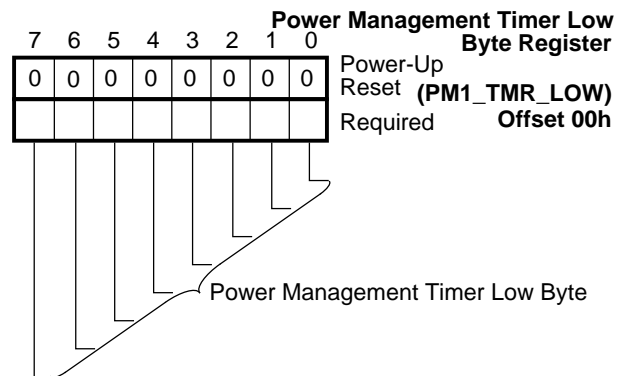 Power Management Timer Low
Byte Register
7 6 5 4 3 2 1 0
0 0 0 0 0 0 0 0 Power-Up
Reset (PM1_TMR_LOW)
Required Offset 00h
Power Management Timer Low Byte